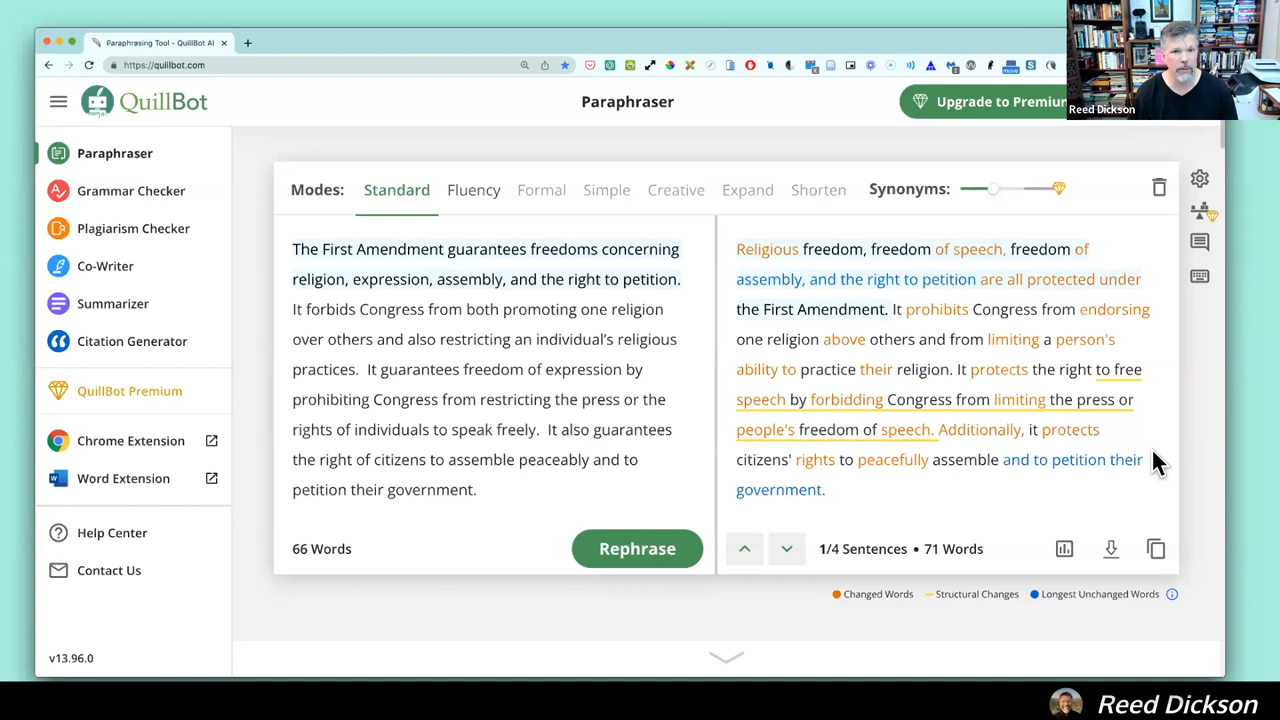 Paraphrasing Tool - QuillBot AI
https://quillbot.com
move
Reed Dickson
QuillBot
Paraphraser
Upgrade to Premium
Paraphraser
Grammar Checker
Plagiarism Checker
Co-Writer
Summarizer
Citation Generator
QuillBot Premium
Chrome Extension
Word Extension
Help Center
Contact Us
v13.96.0
Modes: Standard Fluency Formal Simple Creative Expand Shorten Synonyms:
The First Amendment guarantees freedoms concerning
religion, expression, assembly, and the right to petition.
It forbids Congress from both promoting one religion
over others and also restricting an individual's religious
practices. It guarantees freedom of expression by
prohibiting Congress from restricting the press or the
rights of individuals to speak freely. It also guarantees
the right of citizens to assemble peaceably and to
petition their government.
66 Words
Rephrase
Religious freedom, freedom of speech, freedom of
assembly, and the right to petition are all protected under
the First Amendment. It prohibits Congress from endorsing
one religion above others and from limiting a person's
ability to practice their religion. It protects the right to free
speech by forbidding Congress from limiting the press or
people's freedom of speech. Additionally, it protects
citizens' rights to peacefully assemble and to petition their
government.
1/4 Sentences • 71 Words
Changed Words Structural Changes Longest Unchanged Words
Reed Dickson